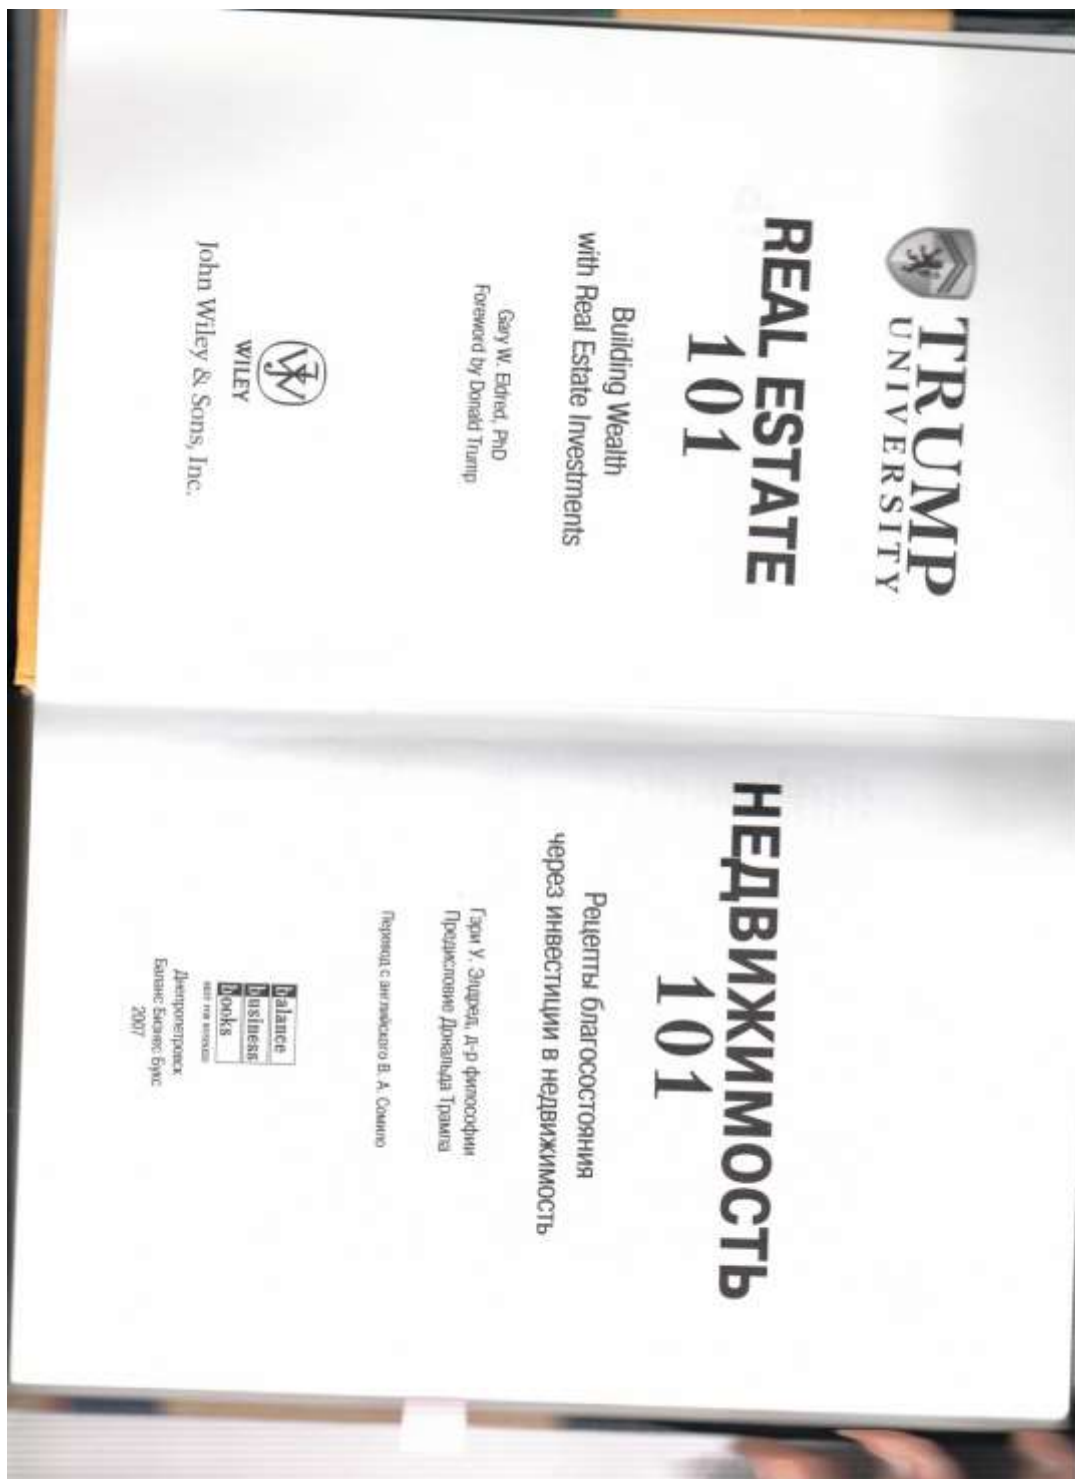 TRUMP
UNIVERSITY
REAL ESTATE
101
Building Wealth
with Real Estate Investments
Gary W. Eldred, PhD
Foreword by Donald Trump
WILEY
John Wiley & Sons, Inc.
НЕДВИЖИМОСТЬ
101
Рецепты благосостояния
через инвестиции в недвижимость
Гэри У. Элдред, д-р философии
Предисловие Дональда Трампа
Перевод с английского В. А. Сомило
balance
business
books
Днепропетровск
Баланс Бизнес Букс
2007